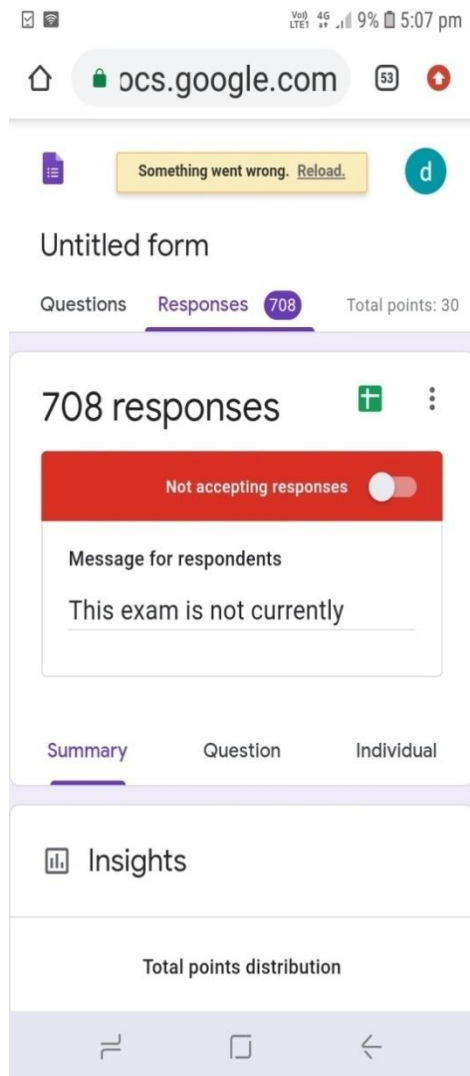 Vo)) 4G 9% 5:07 pm
LTE1
ocs.google.com 53
Something went wrong. Reload.
d
Untitled form
Questions Responses 708 Total points: 30
708 responses
Not accepting responses
Message for respondents
This exam is not currently
Summary Question Individual
Insights
Total points distribution